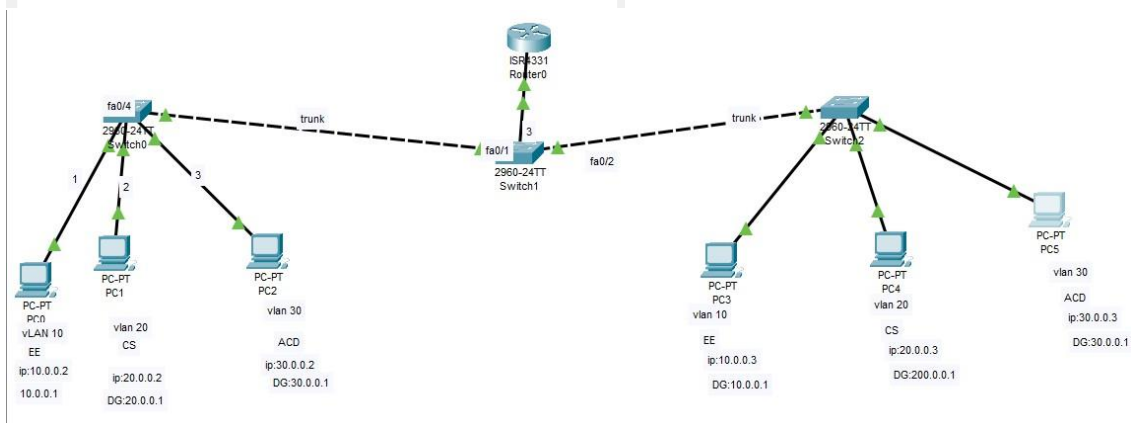 ISR4331
Router0
fa0/4
2960-24TT
Switch0
trunk
3
fa0/1
2960-24TT
Switch1
fa0/2
trunk
2960-24TT
Switch2
1
2
3
PC-PT
PC0
vLAN 10
EE
ip:10.0.0.2
10.0.0.1
PC-PT
PC1
vlan 20
CS
ip:20.0.0.2
DG:20.0.0.1
PC-PT
PC2
vlan 30
ACD
ip:30.0.0.2
DG:30.0.0.1
PC-PT
PC3
vlan 10
EE
ip:10.0.0.3
DG:10.0.0.1
PC-PT
PC4
vlan 20
CS
ip:20.0.0.3
DG:200.0.0.1
PC-PT
PC5
vlan 30
ACD
ip:30.0.0.3
DG:30.0.0.1